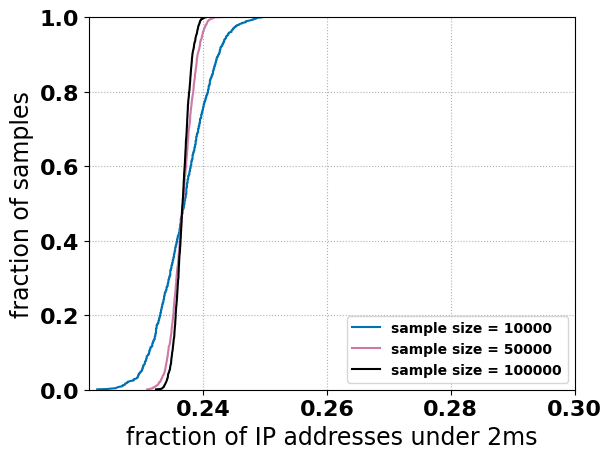 fraction of samples
1.0
0.8
0.6
0.4
0.2
0.0
sample size = 10000
sample size = 50000
sample size = 100000
0.24
0.26
0.28
0.30
fraction of IP addresses under 2ms